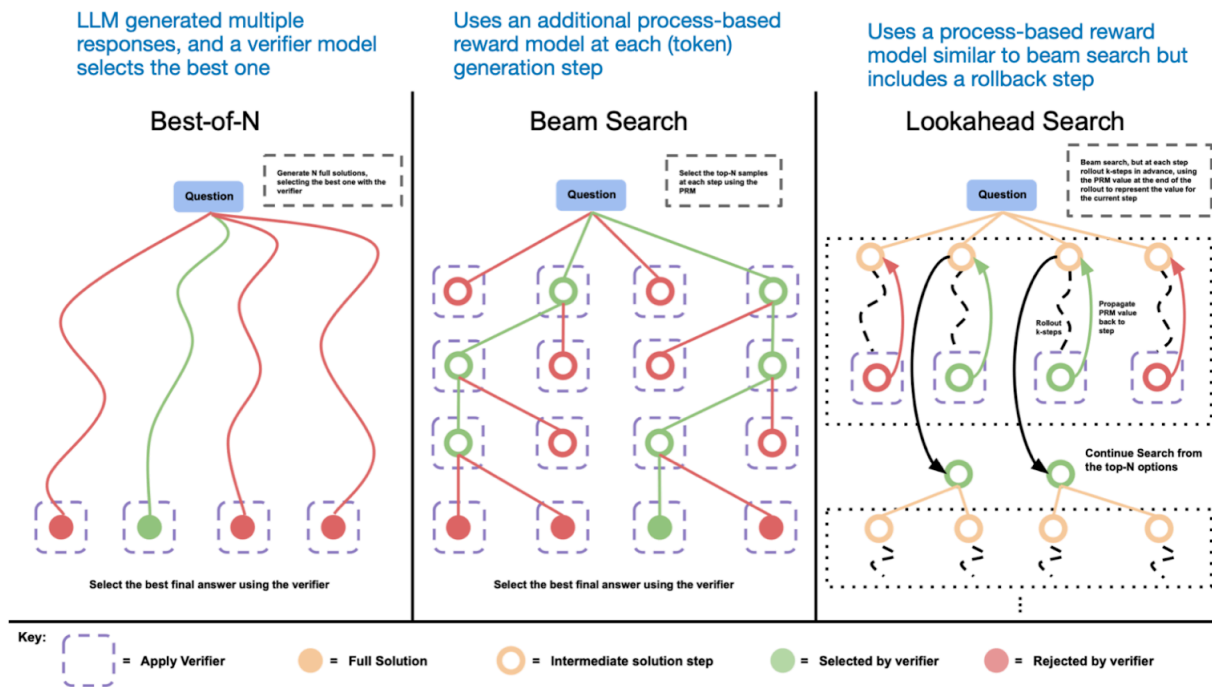 LLM generated multiple
responses, and a verifier model
selects the best one
Best-of-N
Generate N full solutions,
selecting the best one with the
verifier
Question
Select the best final answer using the verifier
Uses an additional process-based
reward model at each (token)
generation step
Beam Search
Select the top-N samples
at each step using the
PRM
Question
Select the best final answer using the verifier
Uses a process-based reward
model similar to beam search but
includes a rollback step
Lookahead Search
Beam search, but at each step
rollout k-steps in advance, using
the PRM value at the end of the
rollout to represent the value for
the current step
Question
Rollout
k-steps
Propagate
PRM value
back to
step
Continue Search from
the top-N options
Key:
= Apply Verifier
= Full Solution
= Intermediate solution step
= Selected by verifier
= Rejected by verifier